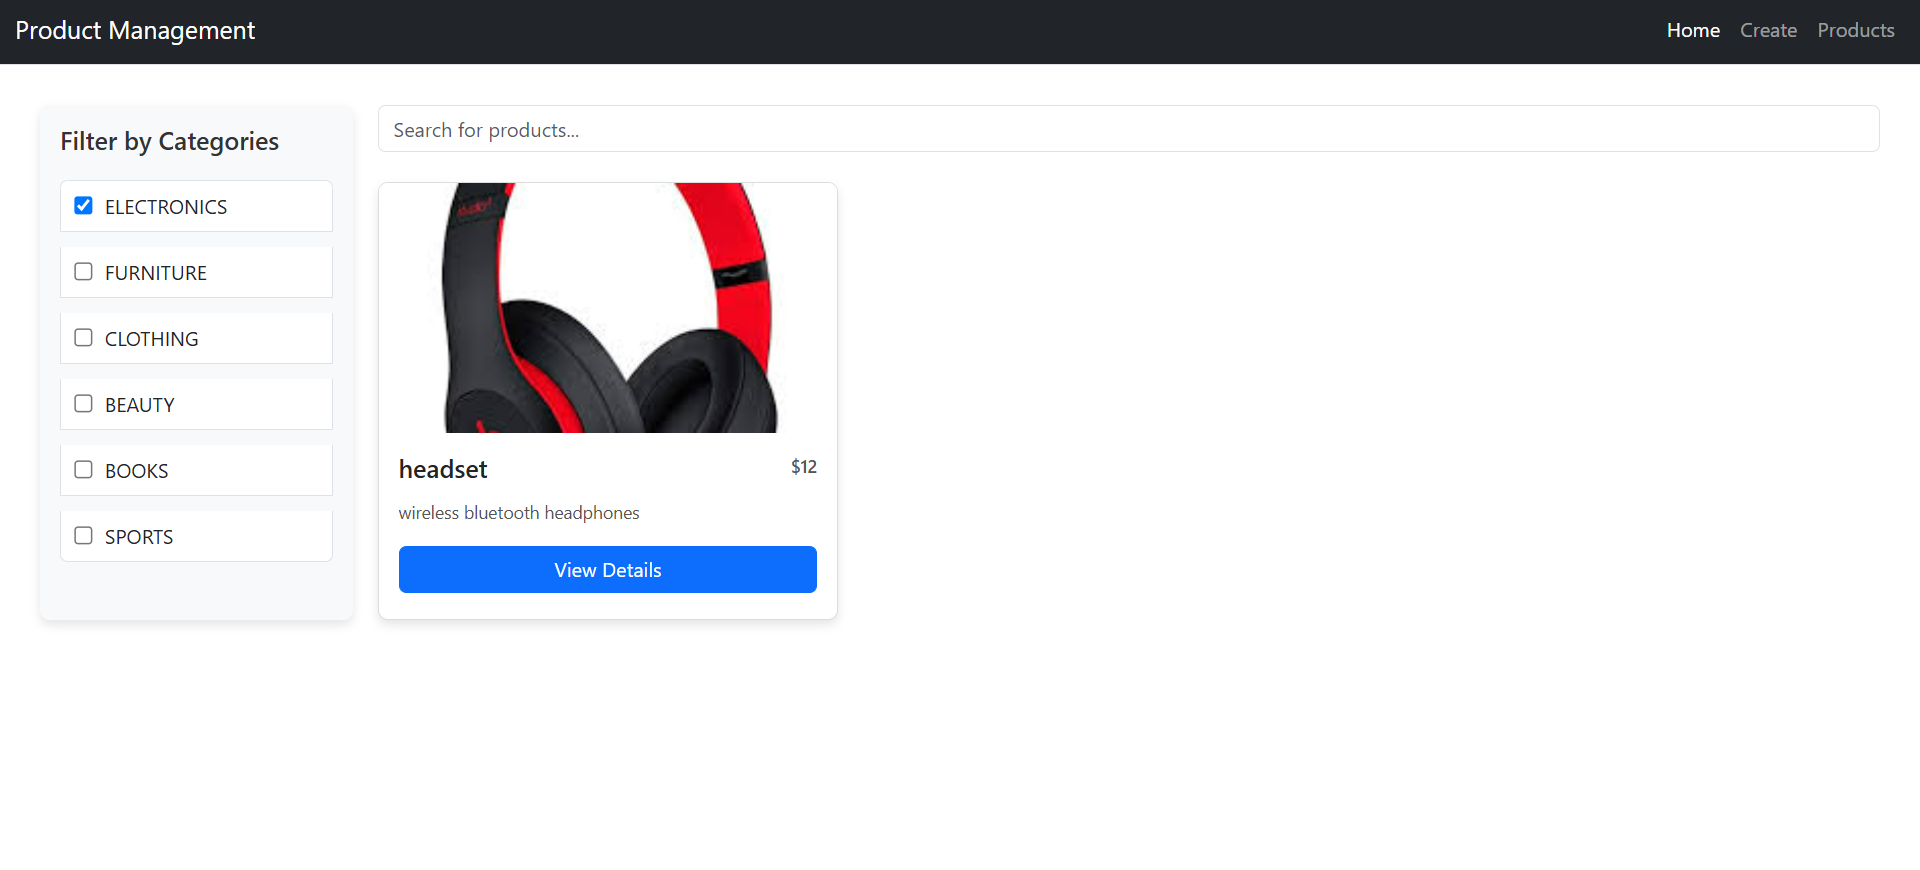 Product Management
Home Create Products
Filter by Categories
ELECTRONICS
FURNITURE
CLOTHING
BEAUTY
BOOKS
SPORTS
Search for products...
headset
$12
wireless bluetooth headphones
View Details